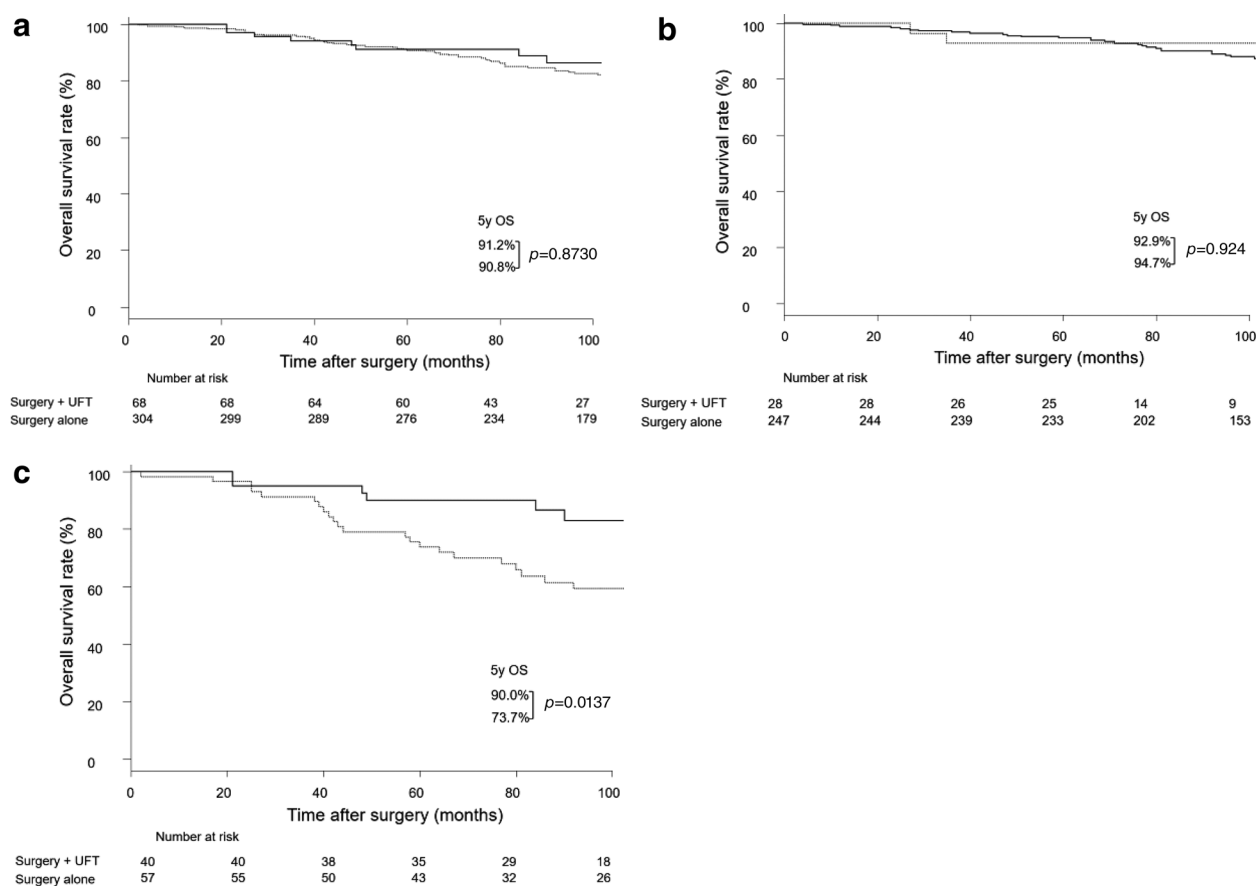 a
Overall survival rate (%)
100
80
60
40
20
0
5y OS
91.2%
90.8%
p=0.8730
0 20 40 60 80 100
Time after surgery (months)
Number at risk
Surgery + UFT 68 68 64 60 43 27
Surgery alone 304 299 289 276 234 179
b
Overall survival rate (%)
100
80
60
40
20
0
5y OS
92.9%
94.7%
p=0.924
0 20 40 60 80 100
Time after surgery (months)
Number at risk
Surgery + UFT 28 28 26 25 14 9
Surgery alone 247 244 239 233 202 153
c
Overall survival rate (%)
100
80
60
40
20
0
5y OS
90.0%
73.7%
p=0.0137
0 20 40 60 80 100
Time after surgery (months)
Number at risk
Surgery + UFT 40 40 38 35 29 18
Surgery alone 57 55 50 43 32 26